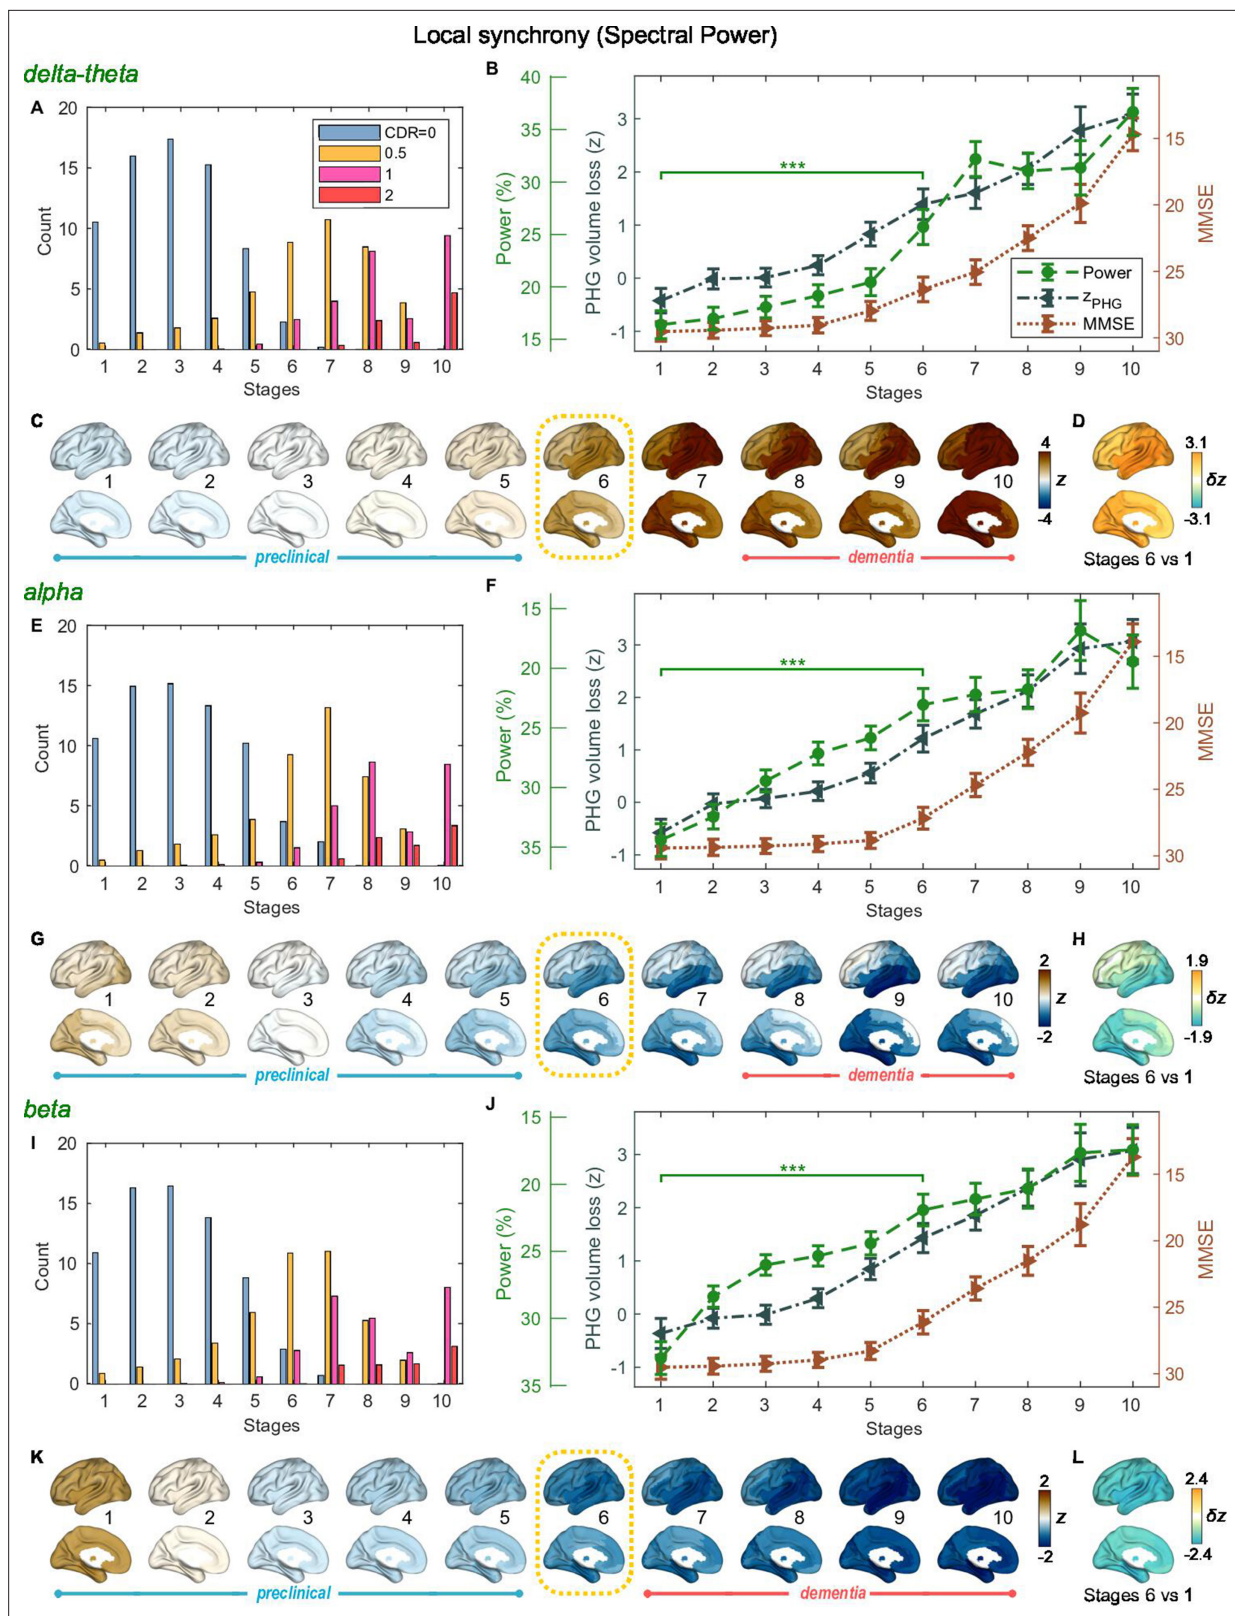 Local synchrony (Spectral Power)
delta-theta
A
20
15
10
5
0
Count
CDR=0
0.5
1
2
1 2 3 4 5 6 7 8 9 10
Stages
B
40
35
30
25
20
15
Power (%)
3
2
1
0
-1
PHG volume loss (z)
***
Power
zPHG
MMSE
15
20
25
30
MMSE
1 2 3 4 5 6 7 8 9 10
Stages
C
1 2 3 4 5 6 7 8 9 10
preclinical
dementia
4
z
-4
D
3.1
δz
-3.1
Stages 6 vs 1
alpha
E
20
15
10
5
0
Count
1 2 3 4 5 6 7 8 9 10
Stages
F
15
20
25
30
35
Power (%)
3
2
1
0
-1
PHG volume loss (z)
***
15
20
25
30
MMSE
1 2 3 4 5 6 7 8 9 10
Stages
G
1 2 3 4 5 6 7 8 9 10
preclinical
dementia
2
z
-2
H
1.9
δz
-1.9
Stages 6 vs 1
beta
I
20
15
10
5
0
Count
1 2 3 4 5 6 7 8 9 10
Stages
J
15
20
25
30
35
Power (%)
3
2
1
0
-1
PHG volume loss (z)
***
15
20
25
30
MMSE
1 2 3 4 5 6 7 8 9 10
Stages
K
1 2 3 4 5 6 7 8 9 10
preclinical
dementia
2
z
-2
L
2.4
δz
-2.4
Stages 6 vs 1